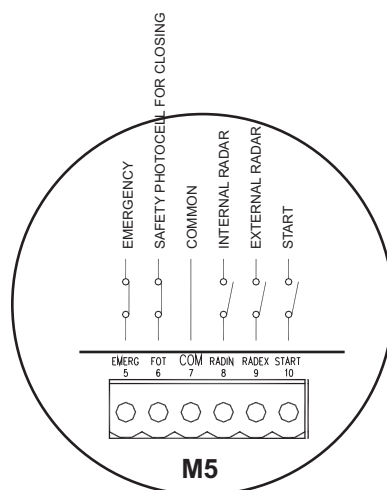 EMERGENCY
SAFETY PHOTOCELL FOR CLOSING
COMMON
INTERNAL RADAR
EXTERNAL RADAR
START
EMERG FOT COM RADIN RADEX START
5 6 7 8 9 10
M5